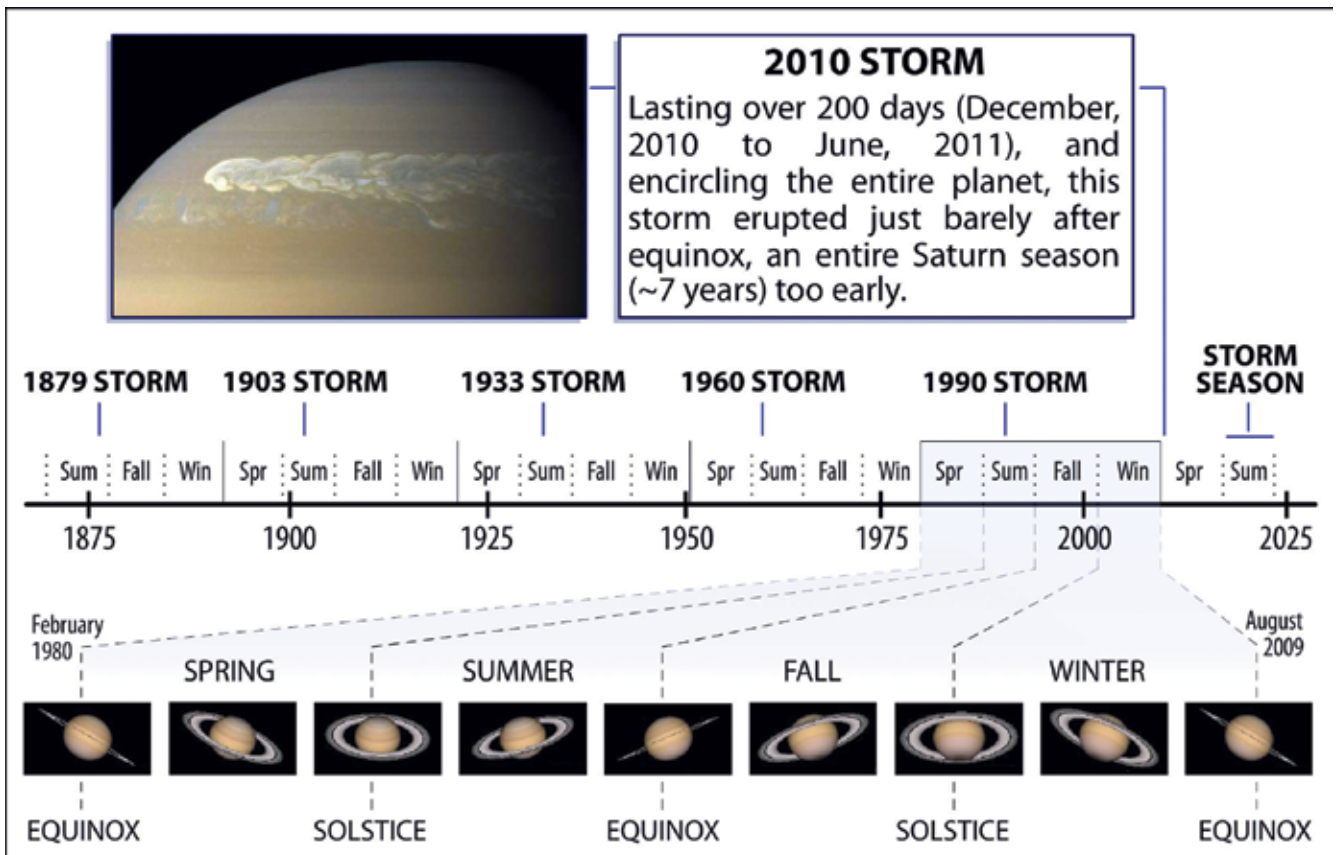 2010 STORM
Lasting over 200 days (December,
2010 to June, 2011), and
encircling the entire planet, this
storm erupted just barely after
equinox, an entire Saturn season
(~7 years) too early.
1879 STORM 1903 STORM 1933 STORM 1960 STORM 1990 STORM STORM
SEASON
Sum Fall Win Spr Sum Fall Win Spr Sum Fall Win Spr Sum Fall Win Spr Sum Fall Win Spr Sum
1875 1900 1925 1950 1975 2000 2025
February
1980
August
2009
SPRING SUMMER FALL WINTER
EQUINOX SOLSTICE EQUINOX SOLSTICE EQUINOX